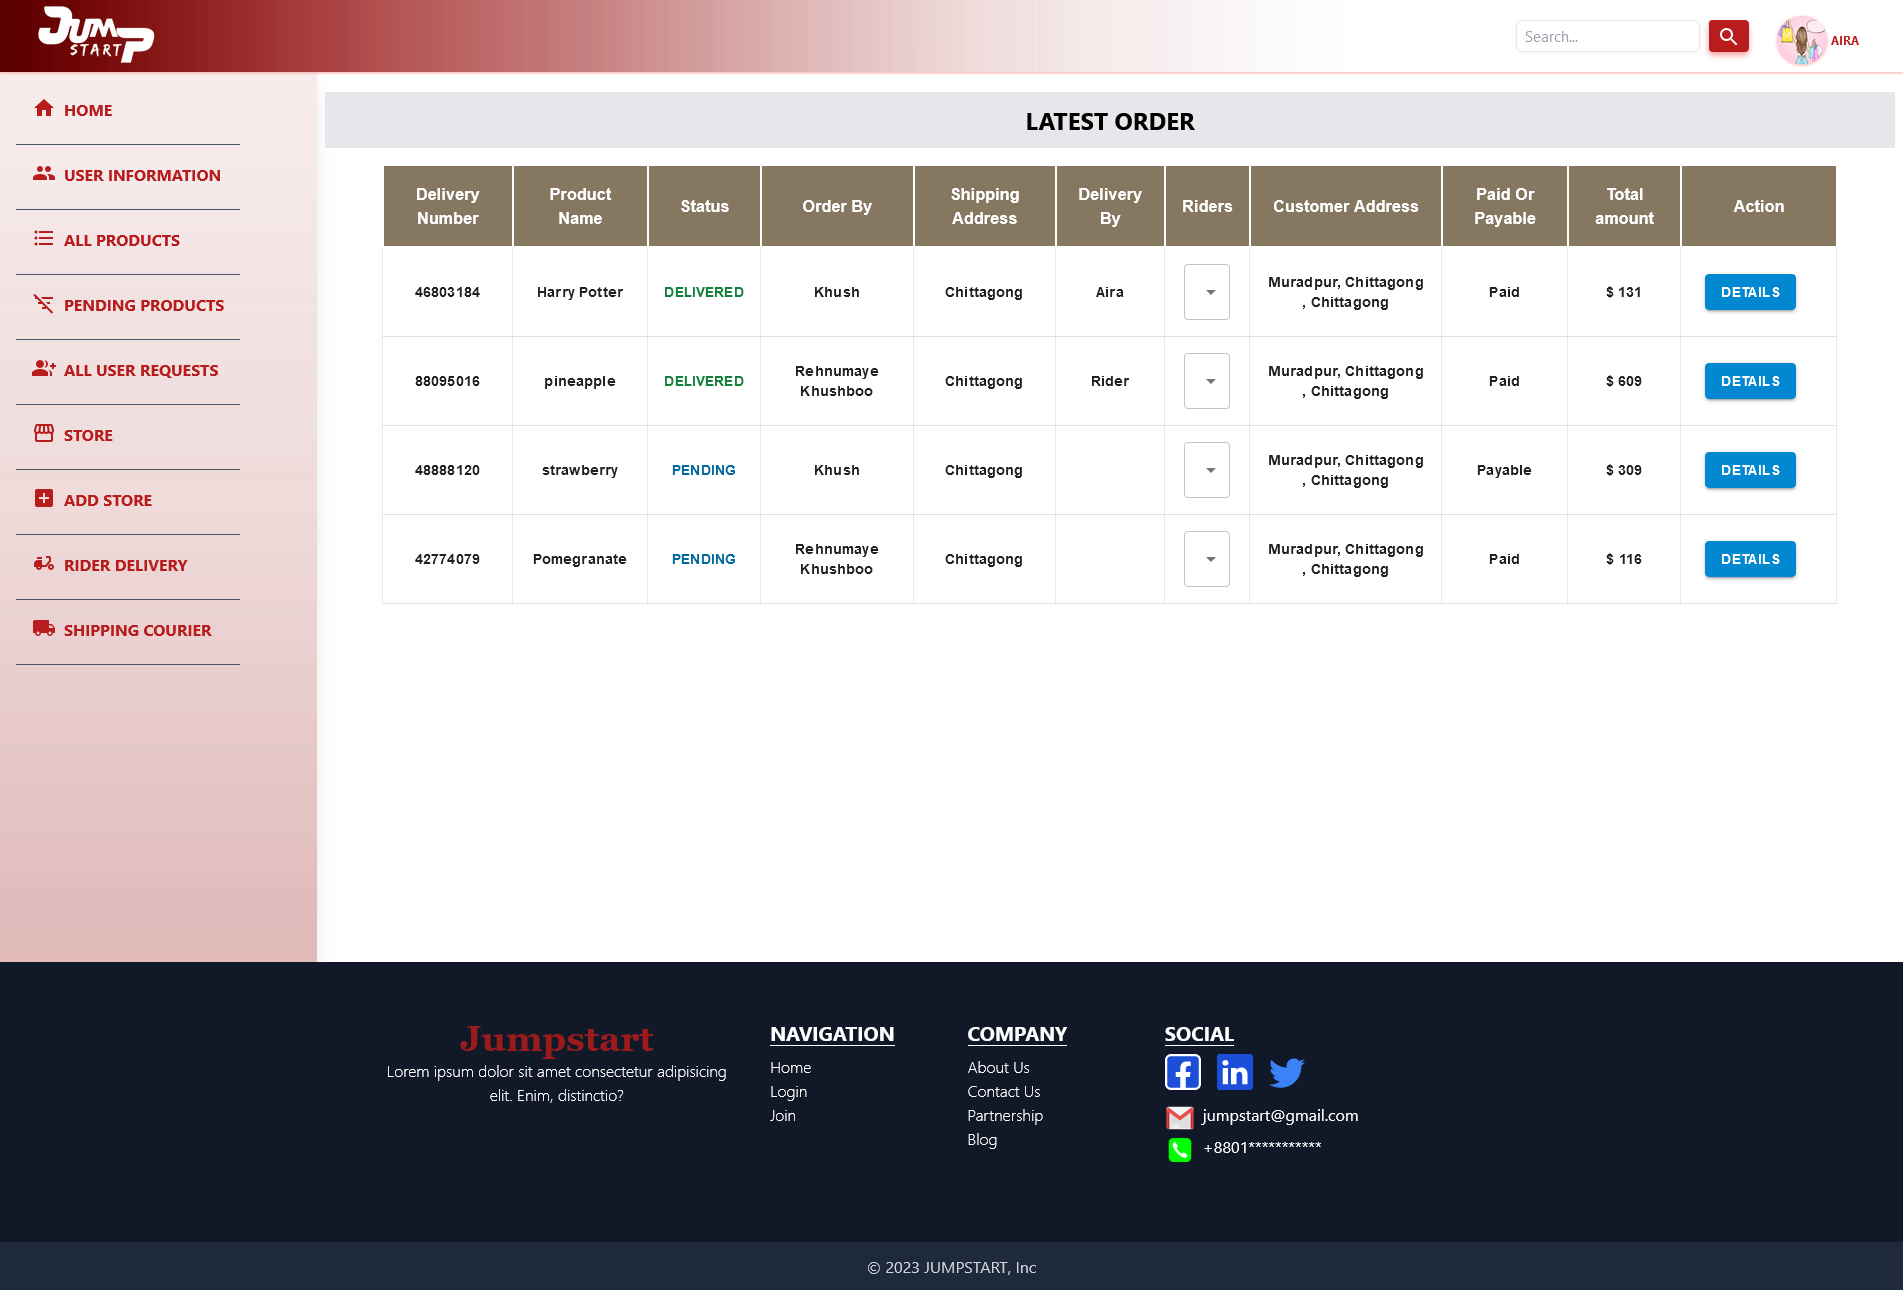 JUMP
START
Search...
AIRA
HOME
USER INFORMATION
ALL PRODUCTS
PENDING PRODUCTS
ALL USER REQUESTS
STORE
ADD STORE
RIDER DELIVERY
SHIPPING COURIER
LATEST ORDER
Delivery Number | Product Name | Status | Order By | Shipping Address | Delivery By | Riders | Customer Address | Paid Or Payable | Total amount | Action
46803184 | Harry Potter | DELIVERED | Khush | Chittagong | Aira | Muradpur, Chittagong , Chittagong | Paid | $ 131 | DETAILS
88095016 | pineapple | DELIVERED | Rehnumaye Khushboo | Chittagong | Rider | Muradpur, Chittagong , Chittagong | Paid | $ 609 | DETAILS
48888120 | strawberry | PENDING | Khush | Chittagong | Muradpur, Chittagong , Chittagong | Payable | $ 309 | DETAILS
42774079 | Pomegranate | PENDING | Rehnumaye Khushboo | Chittagong | Muradpur, Chittagong , Chittagong | Paid | $ 116 | DETAILS
Jumpstart
Lorem ipsum dolor sit amet consectetur adipisicing
elit. Enim, distinctio?
NAVIGATION
Home
Login
Join
COMPANY
About Us
Contact Us
Partnership
Blog
SOCIAL
jumpstart@gmail.com
+8801***********
© 2023 JUMPSTART, Inc